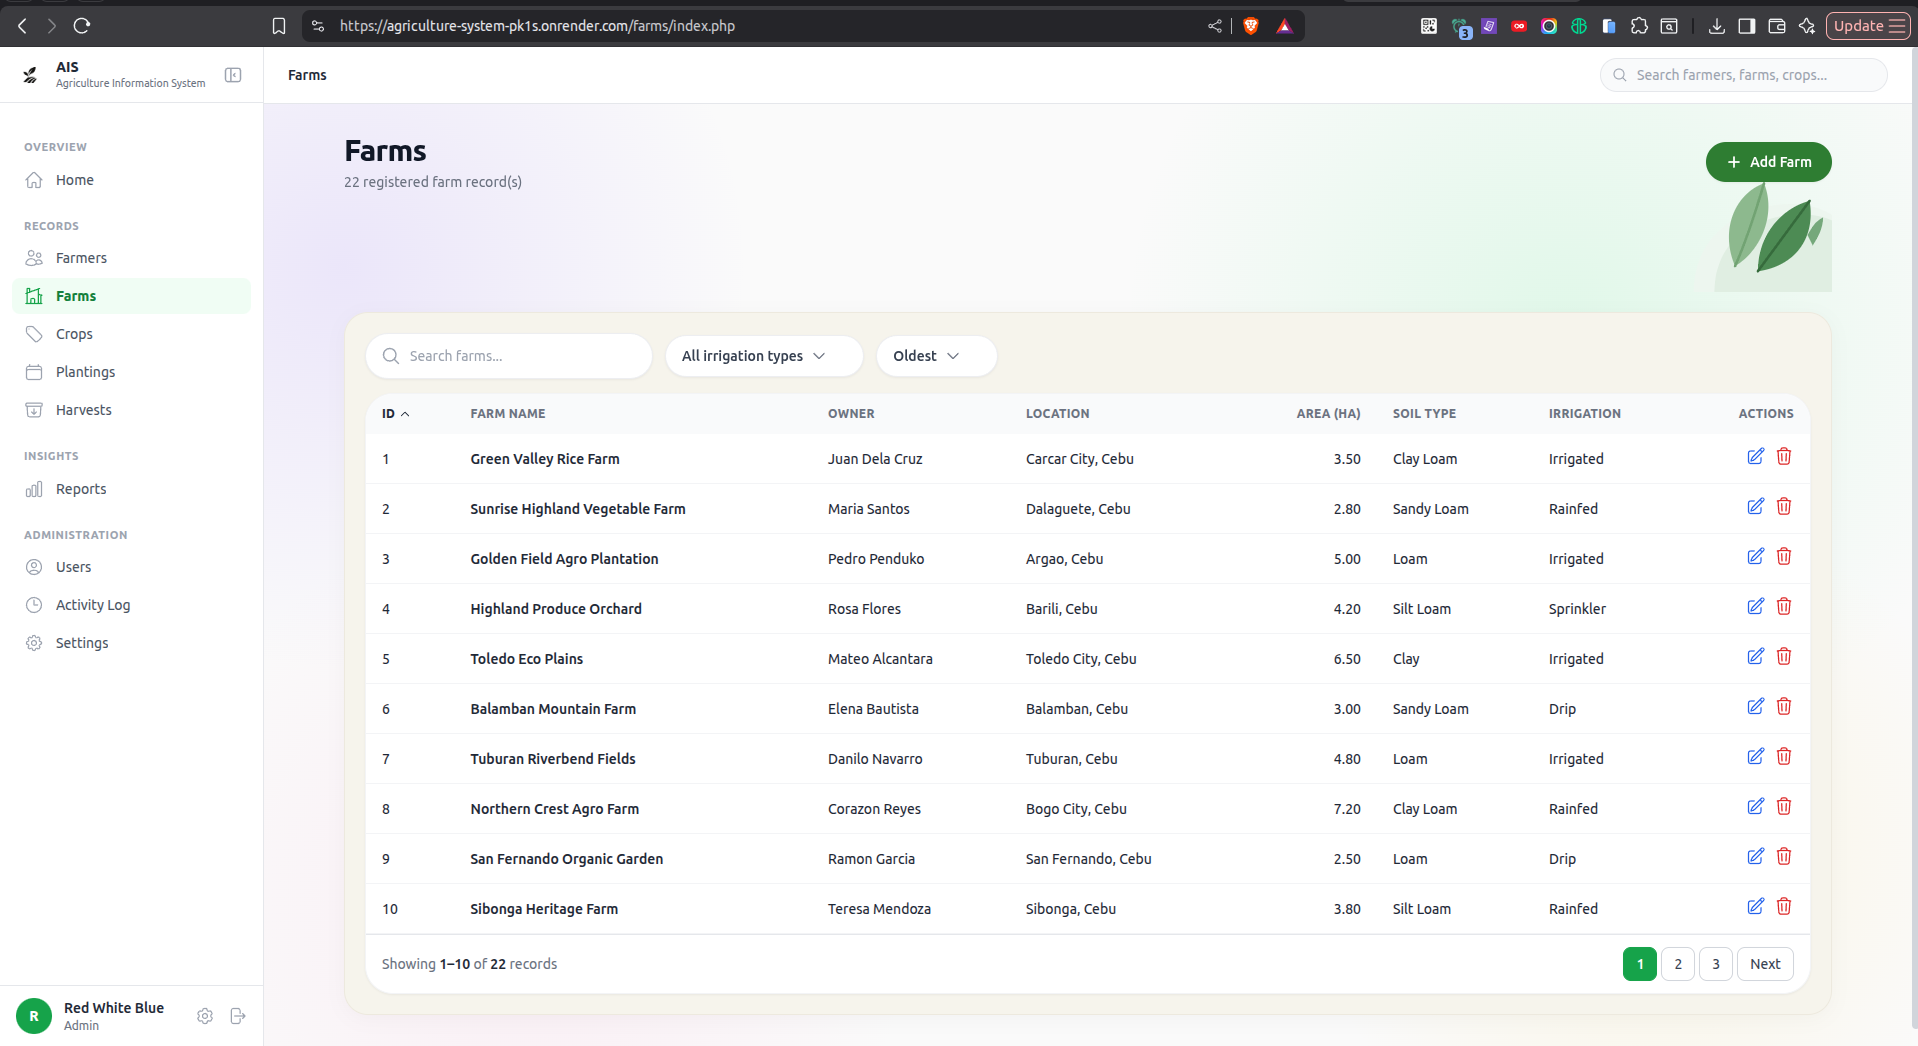 https://agriculture-system-pk1s.onrender.com/farms/index.php
3
Update
AIS
Agriculture Information System
Farms
Search farmers, farms, crops...
OVERVIEW
Home
RECORDS
Farmers
Farms
Crops
Plantings
Harvests
INSIGHTS
Reports
ADMINISTRATION
Users
Activity Log
Settings
R
Red White Blue
Admin
Farms
22 registered farm record(s)
Add Farm
Search farms...
All irrigation types
Oldest
ID FARM NAME OWNER LOCATION AREA (HA) SOIL TYPE IRRIGATION ACTIONS
1 Green Valley Rice Farm Juan Dela Cruz Carcar City, Cebu 3.50 Clay Loam Irrigated
2 Sunrise Highland Vegetable Farm Maria Santos Dalaguete, Cebu 2.80 Sandy Loam Rainfed
3 Golden Field Agro Plantation Pedro Penduko Argao, Cebu 5.00 Loam Irrigated
4 Highland Produce Orchard Rosa Flores Barili, Cebu 4.20 Silt Loam Sprinkler
5 Toledo Eco Plains Mateo Alcantara Toledo City, Cebu 6.50 Clay Irrigated
6 Balamban Mountain Farm Elena Bautista Balamban, Cebu 3.00 Sandy Loam Drip
7 Tuburan Riverbend Fields Danilo Navarro Tuburan, Cebu 4.80 Loam Irrigated
8 Northern Crest Agro Farm Corazon Reyes Bogo City, Cebu 7.20 Clay Loam Rainfed
9 San Fernando Organic Garden Ramon Garcia San Fernando, Cebu 2.50 Loam Drip
10 Sibonga Heritage Farm Teresa Mendoza Sibonga, Cebu 3.80 Silt Loam Rainfed
Showing 1–10 of 22 records
1 2 3 Next